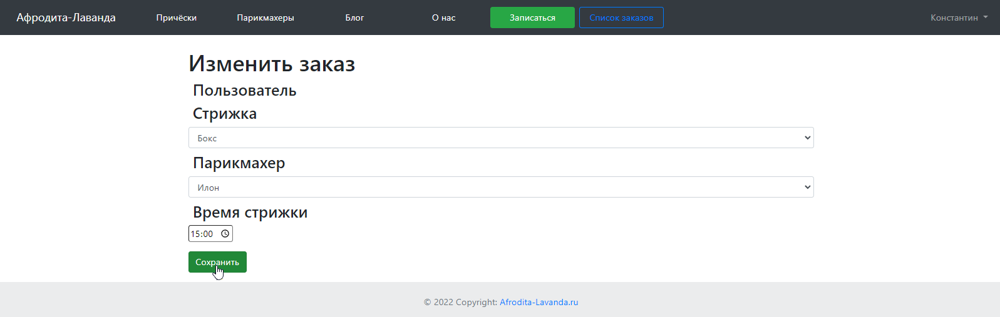 Афродита-Лаванда Причёски Парикмахеры Блог О нас Записаться Список заказов Константин
Изменить заказ
Пользователь
Стрижка
Бокс
Парикмахер
Илон
Время стрижки
15:00
Сохранить
© 2022 Copyright: Afrodita-Lavanda.ru